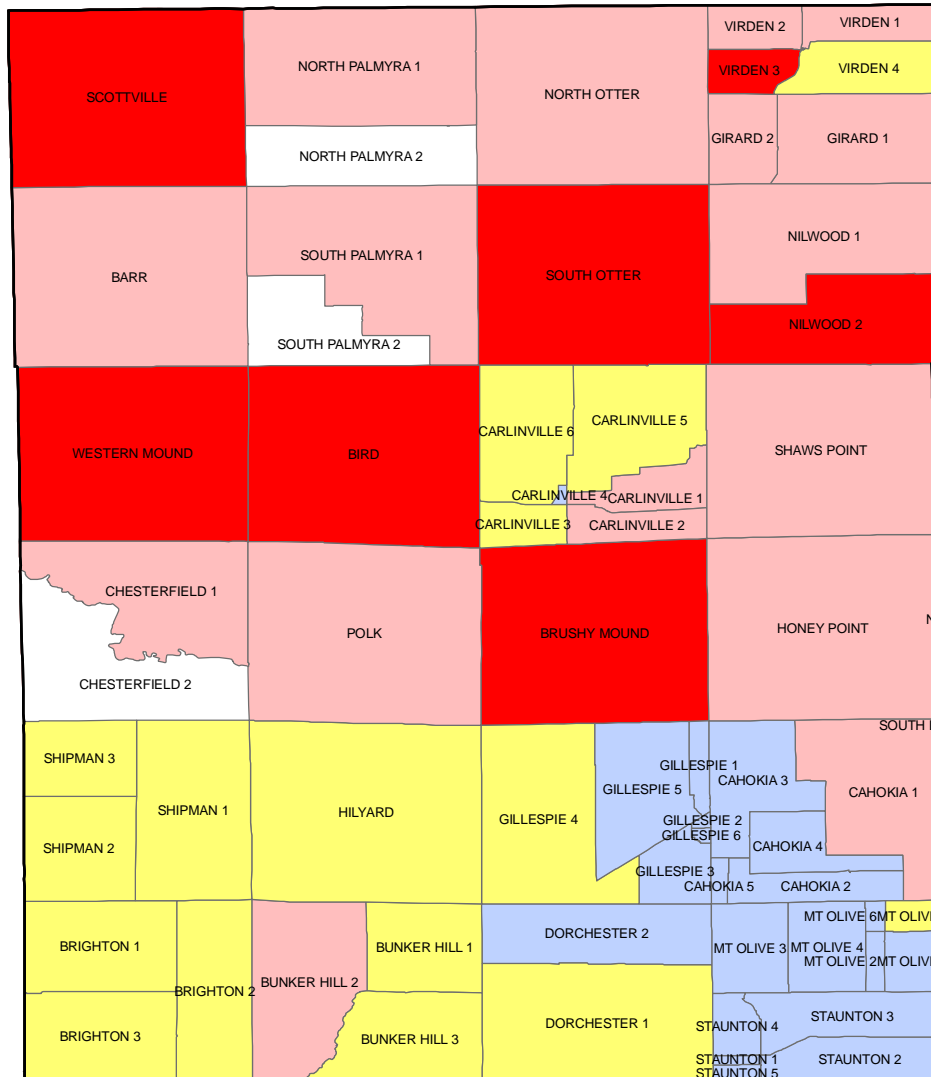 VIRDEN 2
VIRDEN 1
NORTH PALMYRA 1
VIRDEN 3
VIRDEN 4
SCOTTVILLE
NORTH OTTER
GIRARD 2
GIRARD 1
NORTH PALMYRA 2
NILWOOD 1
SOUTH PALMYRA 1
BARR
SOUTH OTTER
NILWOOD 2
SOUTH PALMYRA 2
CARLINVILLE 5
CARLINVILLE 6
SHAWS POINT
WESTERN MOUND
BIRD
CARLINVILLE 4
CARLINVILLE 1
CARLINVILLE 3
CARLINVILLE 2
CHESTERFIELD 1
N
POLK
BRUSHY MOUND
HONEY POINT
CHESTERFIELD 2
SOUTH
SHIPMAN 3
GILLESPIE 1
CAHOKIA 3
GILLESPIE 5
CAHOKIA 1
SHIPMAN 1
HILYARD
GILLESPIE 4
GILLESPIE 2
GILLESPIE 6
SHIPMAN 2
CAHOKIA 4
GILLESPIE 3
CAHOKIA 5
CAHOKIA 2
MT OLIVE 6
MT OLIV
DORCHESTER 2
BRIGHTON 1
BUNKER HILL 1
MT OLIVE 3
MT OLIVE 4
MT OLIVE 2
MT OLIVE
BUNKER HILL 2
BRIGHTON 2
STAUNTON 3
DORCHESTER 1
STAUNTON 4
BRIGHTON 3
BUNKER HILL 3
STAUNTON 1
STAUNTON 2
STAUNTON 5